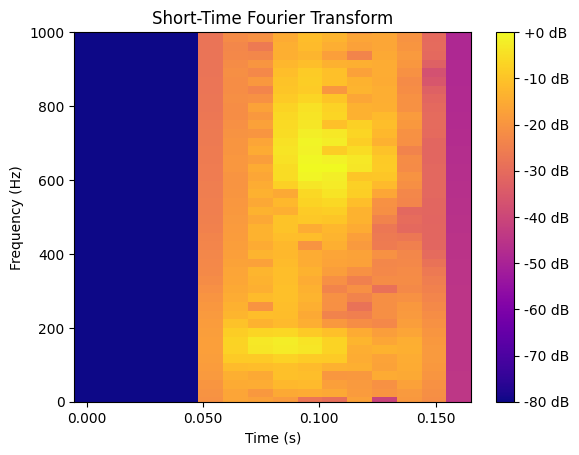 Short-Time Fourier Transform
1000
800
600
400
200
0
Frequency (Hz)
0.000
0.050
0.100
0.150
Time (s)
+0 dB
-10 dB
-20 dB
-30 dB
-40 dB
-50 dB
-60 dB
-70 dB
-80 dB